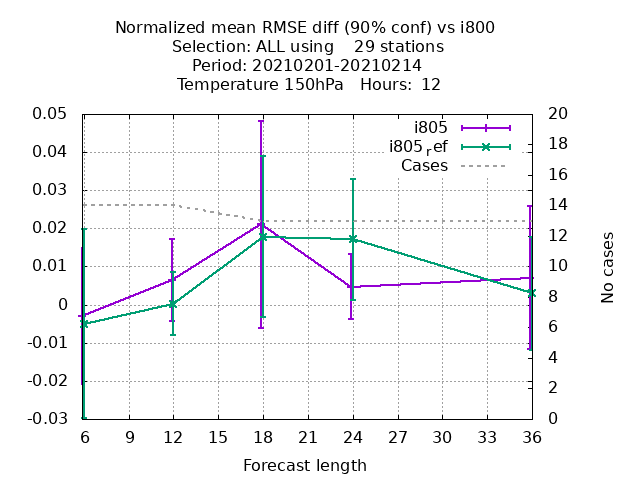 Normalized mean RMSE diff (90% conf) vs i800
Selection: ALL using    29 stations
Period: 20210201-20210214
Temperature 150hPa   Hours:  12
0.05
0.04
0.03
0.02
0.01
0
-0.01
-0.02
-0.03
20
18
16
14
12
10
8
6
4
2
0
i805
i805ref
Cases
No cases
6 9 12 15 18 21 24 27 30 33 36
Forecast length